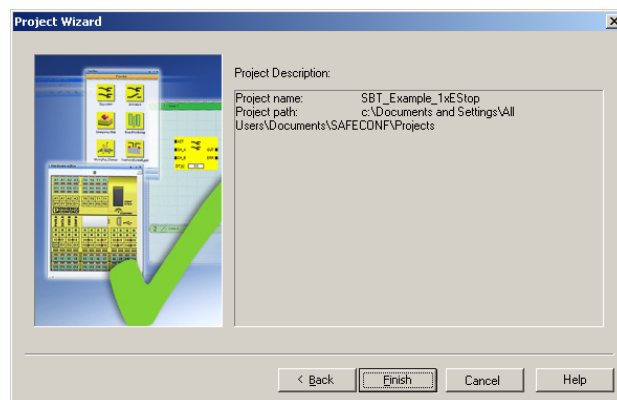 Project Wizard
Project Description:
Project name: SBT_Example_1xEStop
Project path: c:\Documents and Settings\All
Users\Documents\SAFECONF\Projects
< Back
Finish
Cancel
Help